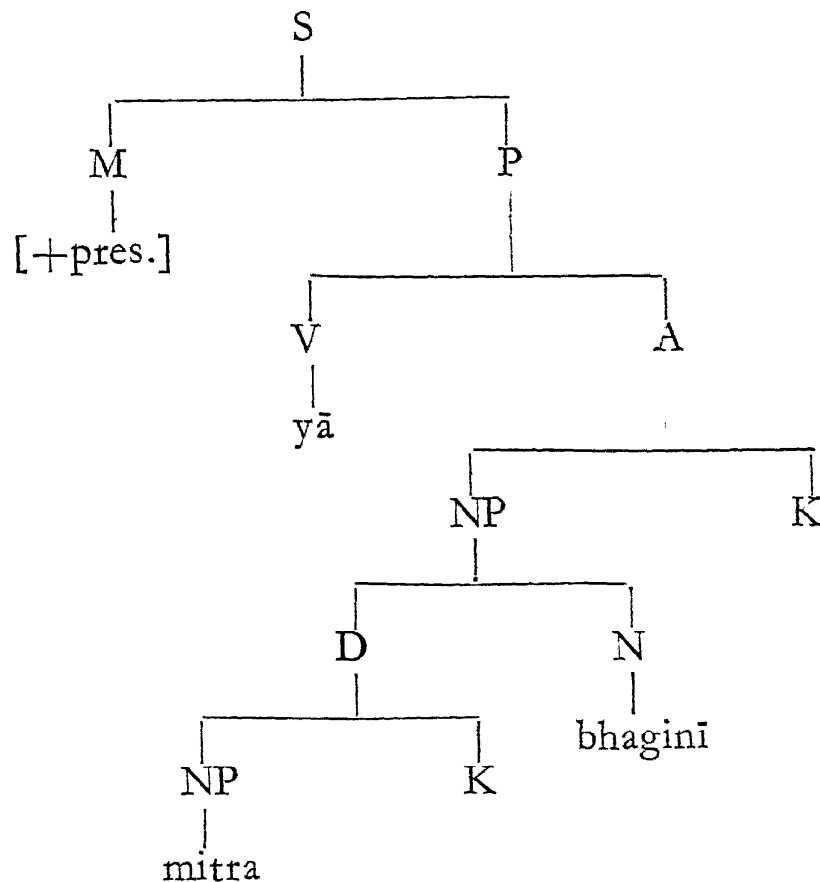 S
M P
[+pres.]
V A
yā
NP K
D N
bhaginī
NP K
mitra